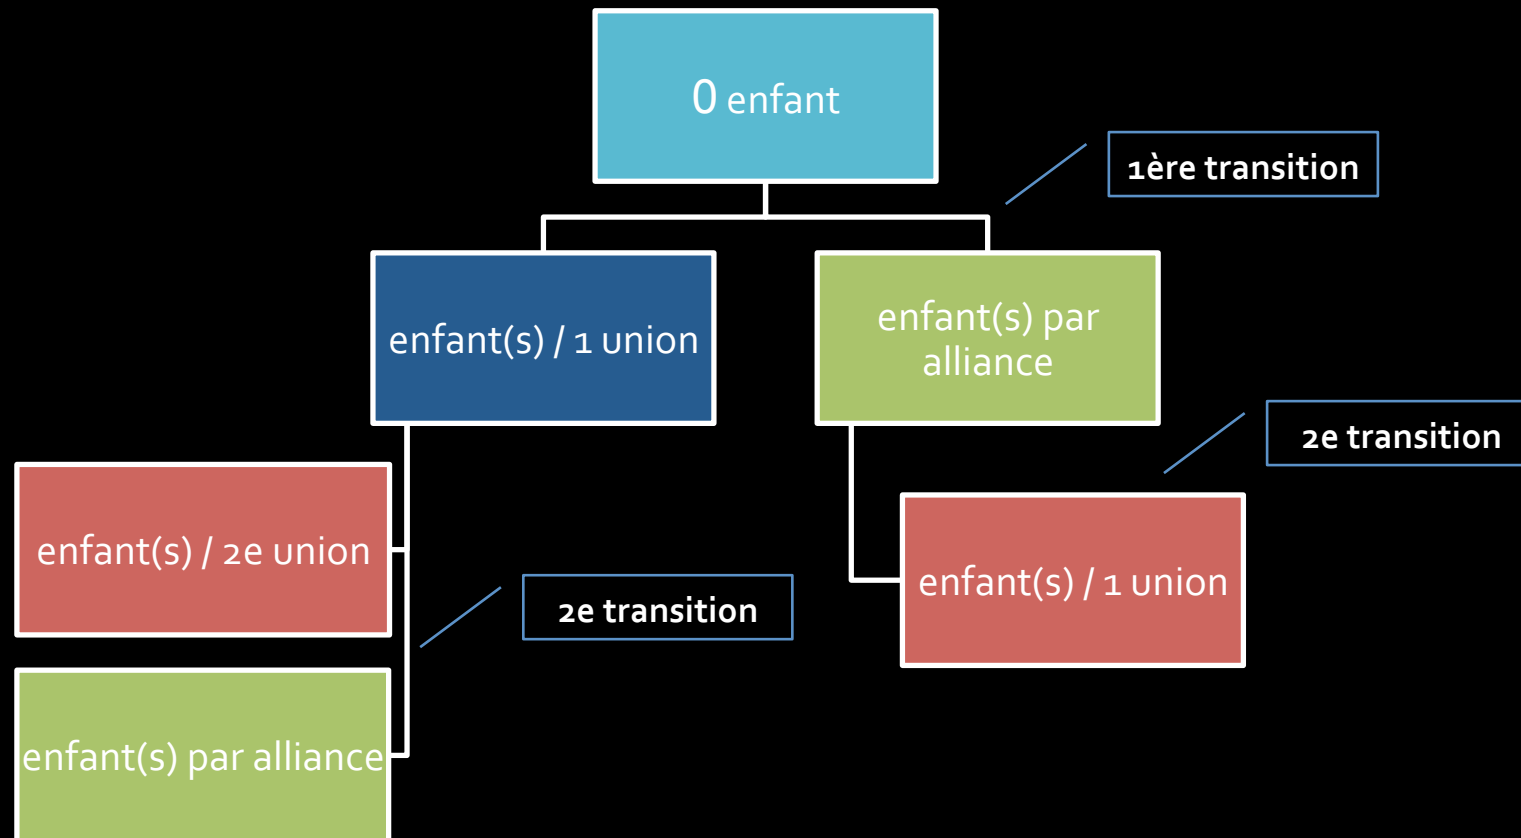 0 enfant
1ère transition
enfant(s) / 1 union
enfant(s) par
alliance
2e transition
enfant(s) / 2e union
enfant(s) / 1 union
2e transition
enfant(s) par alliance